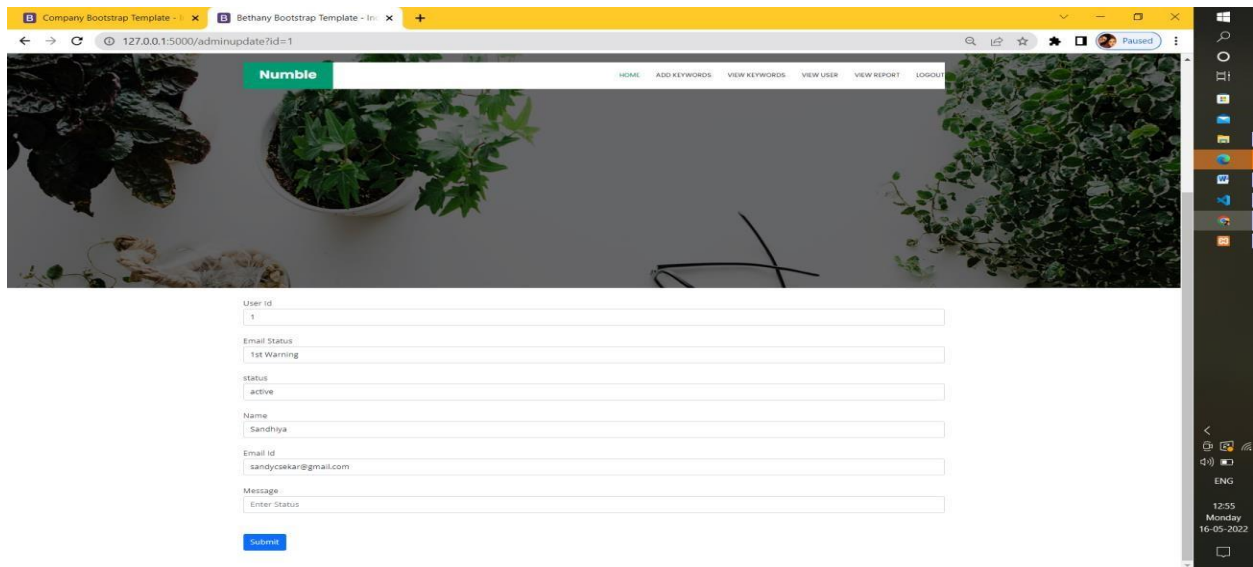 Company Bootstrap Template - I
Bethany Bootstrap Template - Ind
127.0.0.1:5000/adminupdate?id=1
Paused
Numble
HOME ADD KEYWORDS VIEW KEYWORDS VIEW USER VIEW REPORT LOGOUT
User Id
1
Email Status
1st Warning
status
active
Name
Sandhiya
Email Id
sandycsekar@gmail.com
Message
Enter Status
Submit
ENG
12:55
Monday
16-05-2022